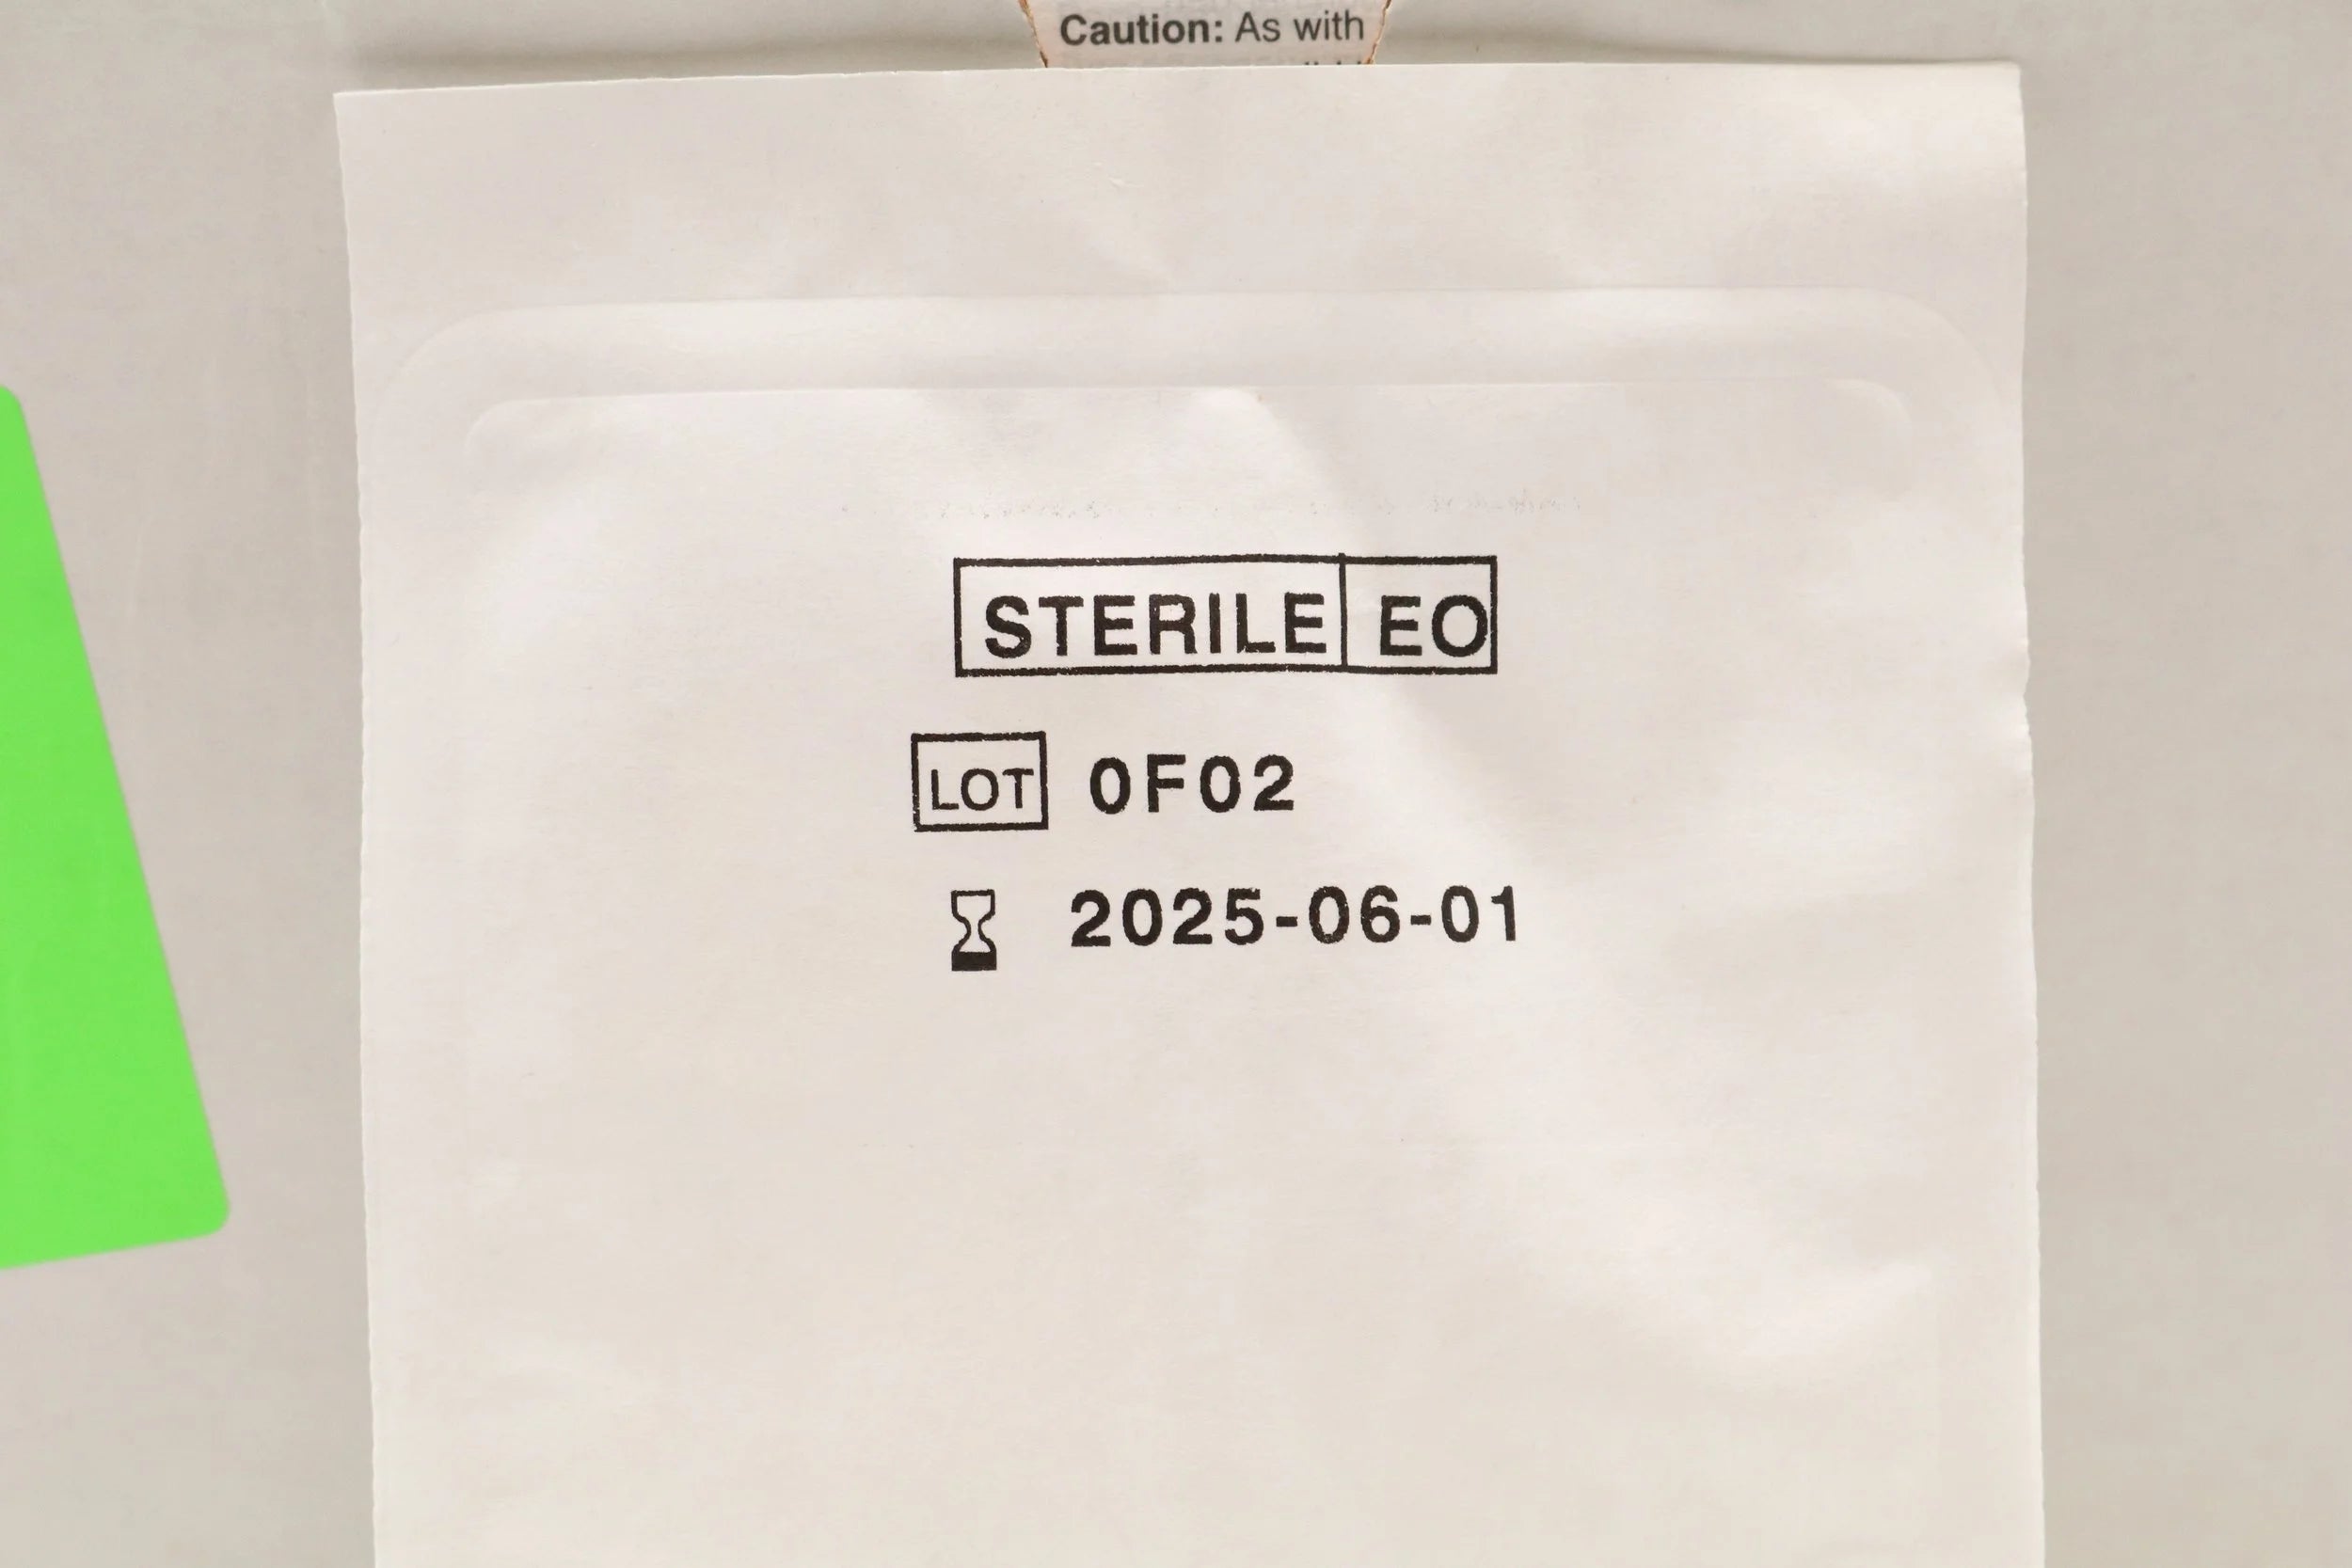 Caution: As with
STERILE EO
LOT 0F02
2025-06-01